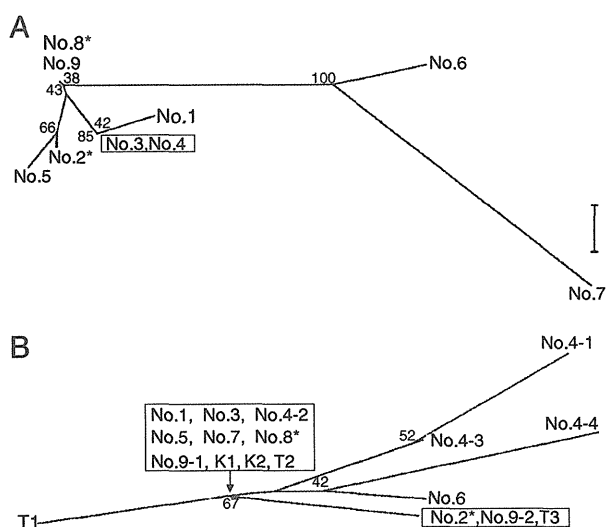 A
No.8*
No.9
38
43
100
No.6
66
42
No.1
85
No.3,No.4
No.2*
No.5
No.7
B
No.4-1
No.1, No.3, No.4-2
No.5, No.7, No.8*
No.9-1, K1, K2, T2
52
No.4-3
No.4-4
42
No.6
67
No.2*, No.9-2, T3
T1